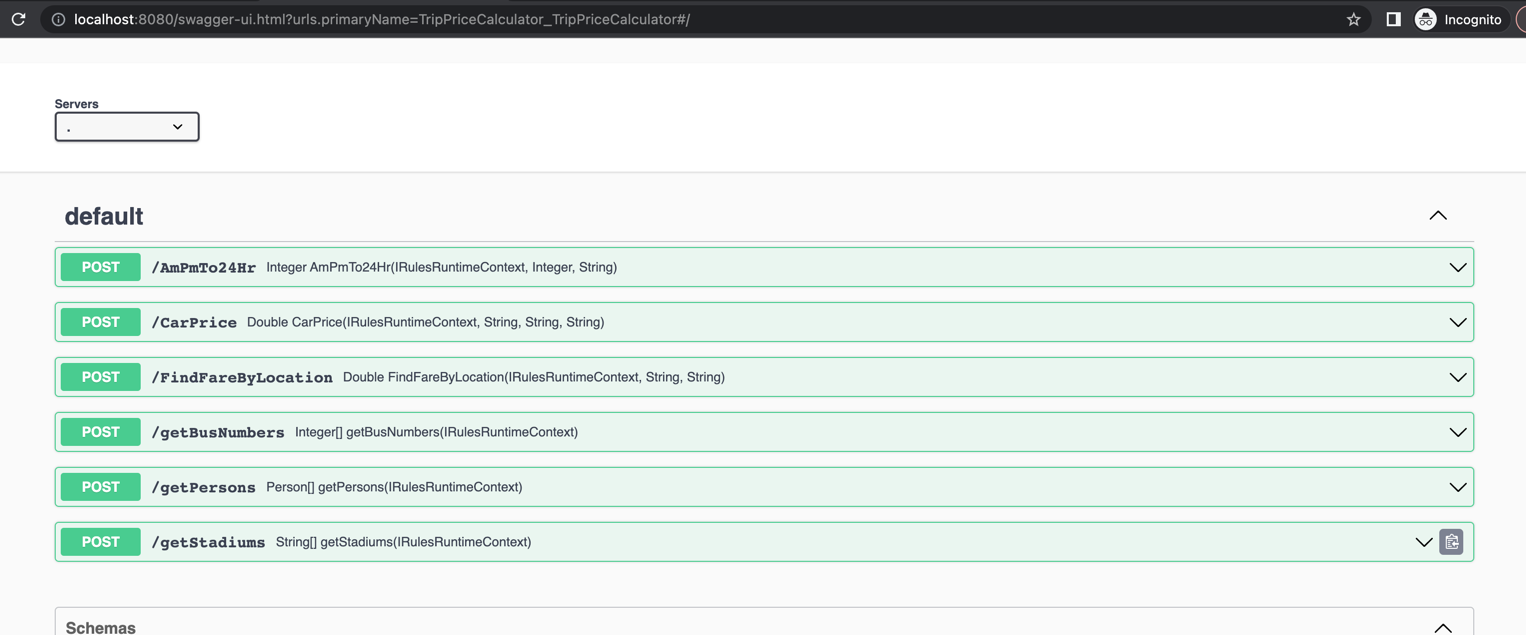 localhost:8080/swagger-ui.html?urls.primaryName=TripPriceCalculator_TripPriceCalculator#/ Incognito
Servers
.
default
POST /AmPmTo24Hr Integer AmPmTo24Hr(IRulesRuntimeContext, Integer, String)
POST /CarPrice Double CarPrice(IRulesRuntimeContext, String, String, String)
POST /FindFareByLocation Double FindFareByLocation(IRulesRuntimeContext, String, String)
POST /getBusNumbers Integer[] getBusNumbers(IRulesRuntimeContext)
POST /getPersons Person[] getPersons(IRulesRuntimeContext)
POST /getStadiums String[] getStadiums(IRulesRuntimeContext)
Schemas